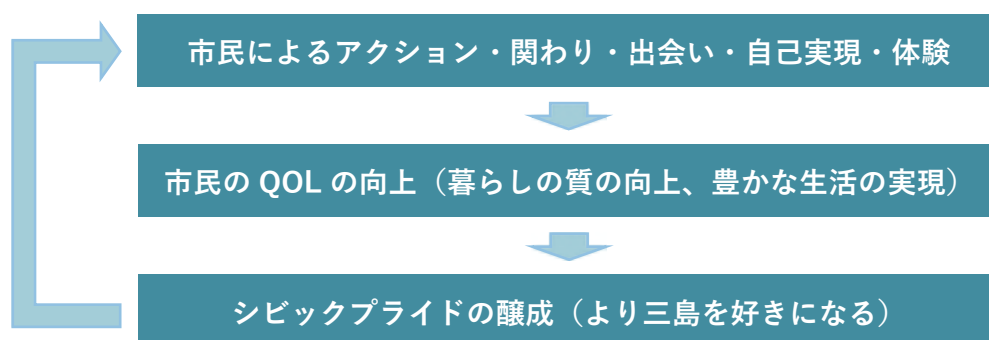 市民によるアクション・関わり・出会い・自己実現・体験
市民の QOL の向上（暮らしの質の向上、豊かな生活の実現）
シビックプライドの醸成（より三島を好きになる）